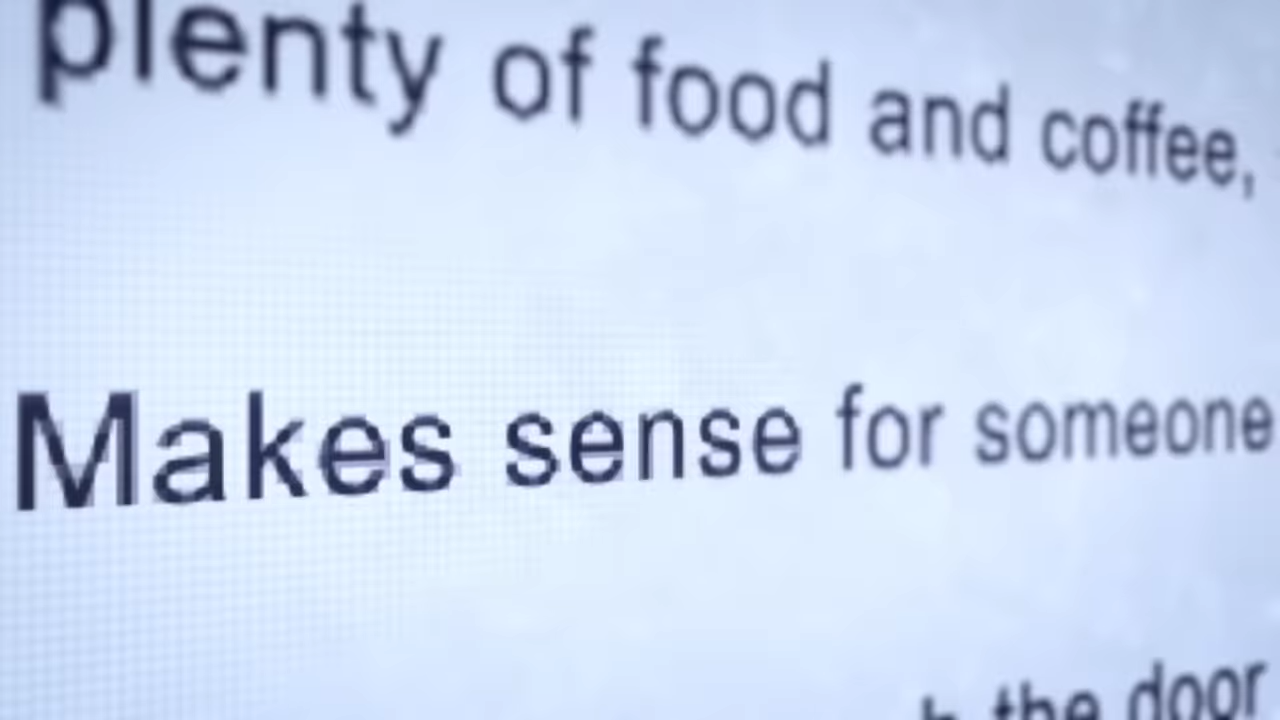 plenty of food and coffee,
Makes sense for someone
the door